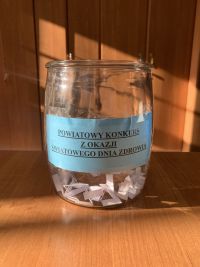 POWIATOWY KONKURS
Z OKAZJI
ŚWIATOWEGO DNIA ZDROWIA